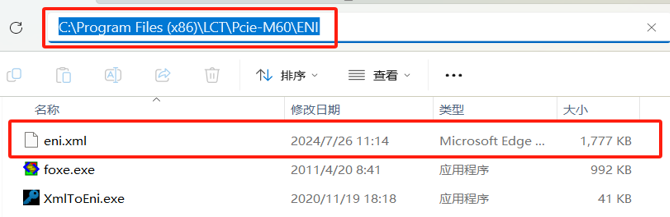 C:\Program Files (x86)\LCT\Pcie-M60\ENI
排序 查看
名称 修改日期 类型 大小
eni.xml 2024/7/26 11:14 Microsoft Edge ... 1,777 KB
foxe.exe 2011/4/20 8:41 应用程序 992 KB
XmlToEni.exe 2020/11/19 18:18 应用程序 41 KB